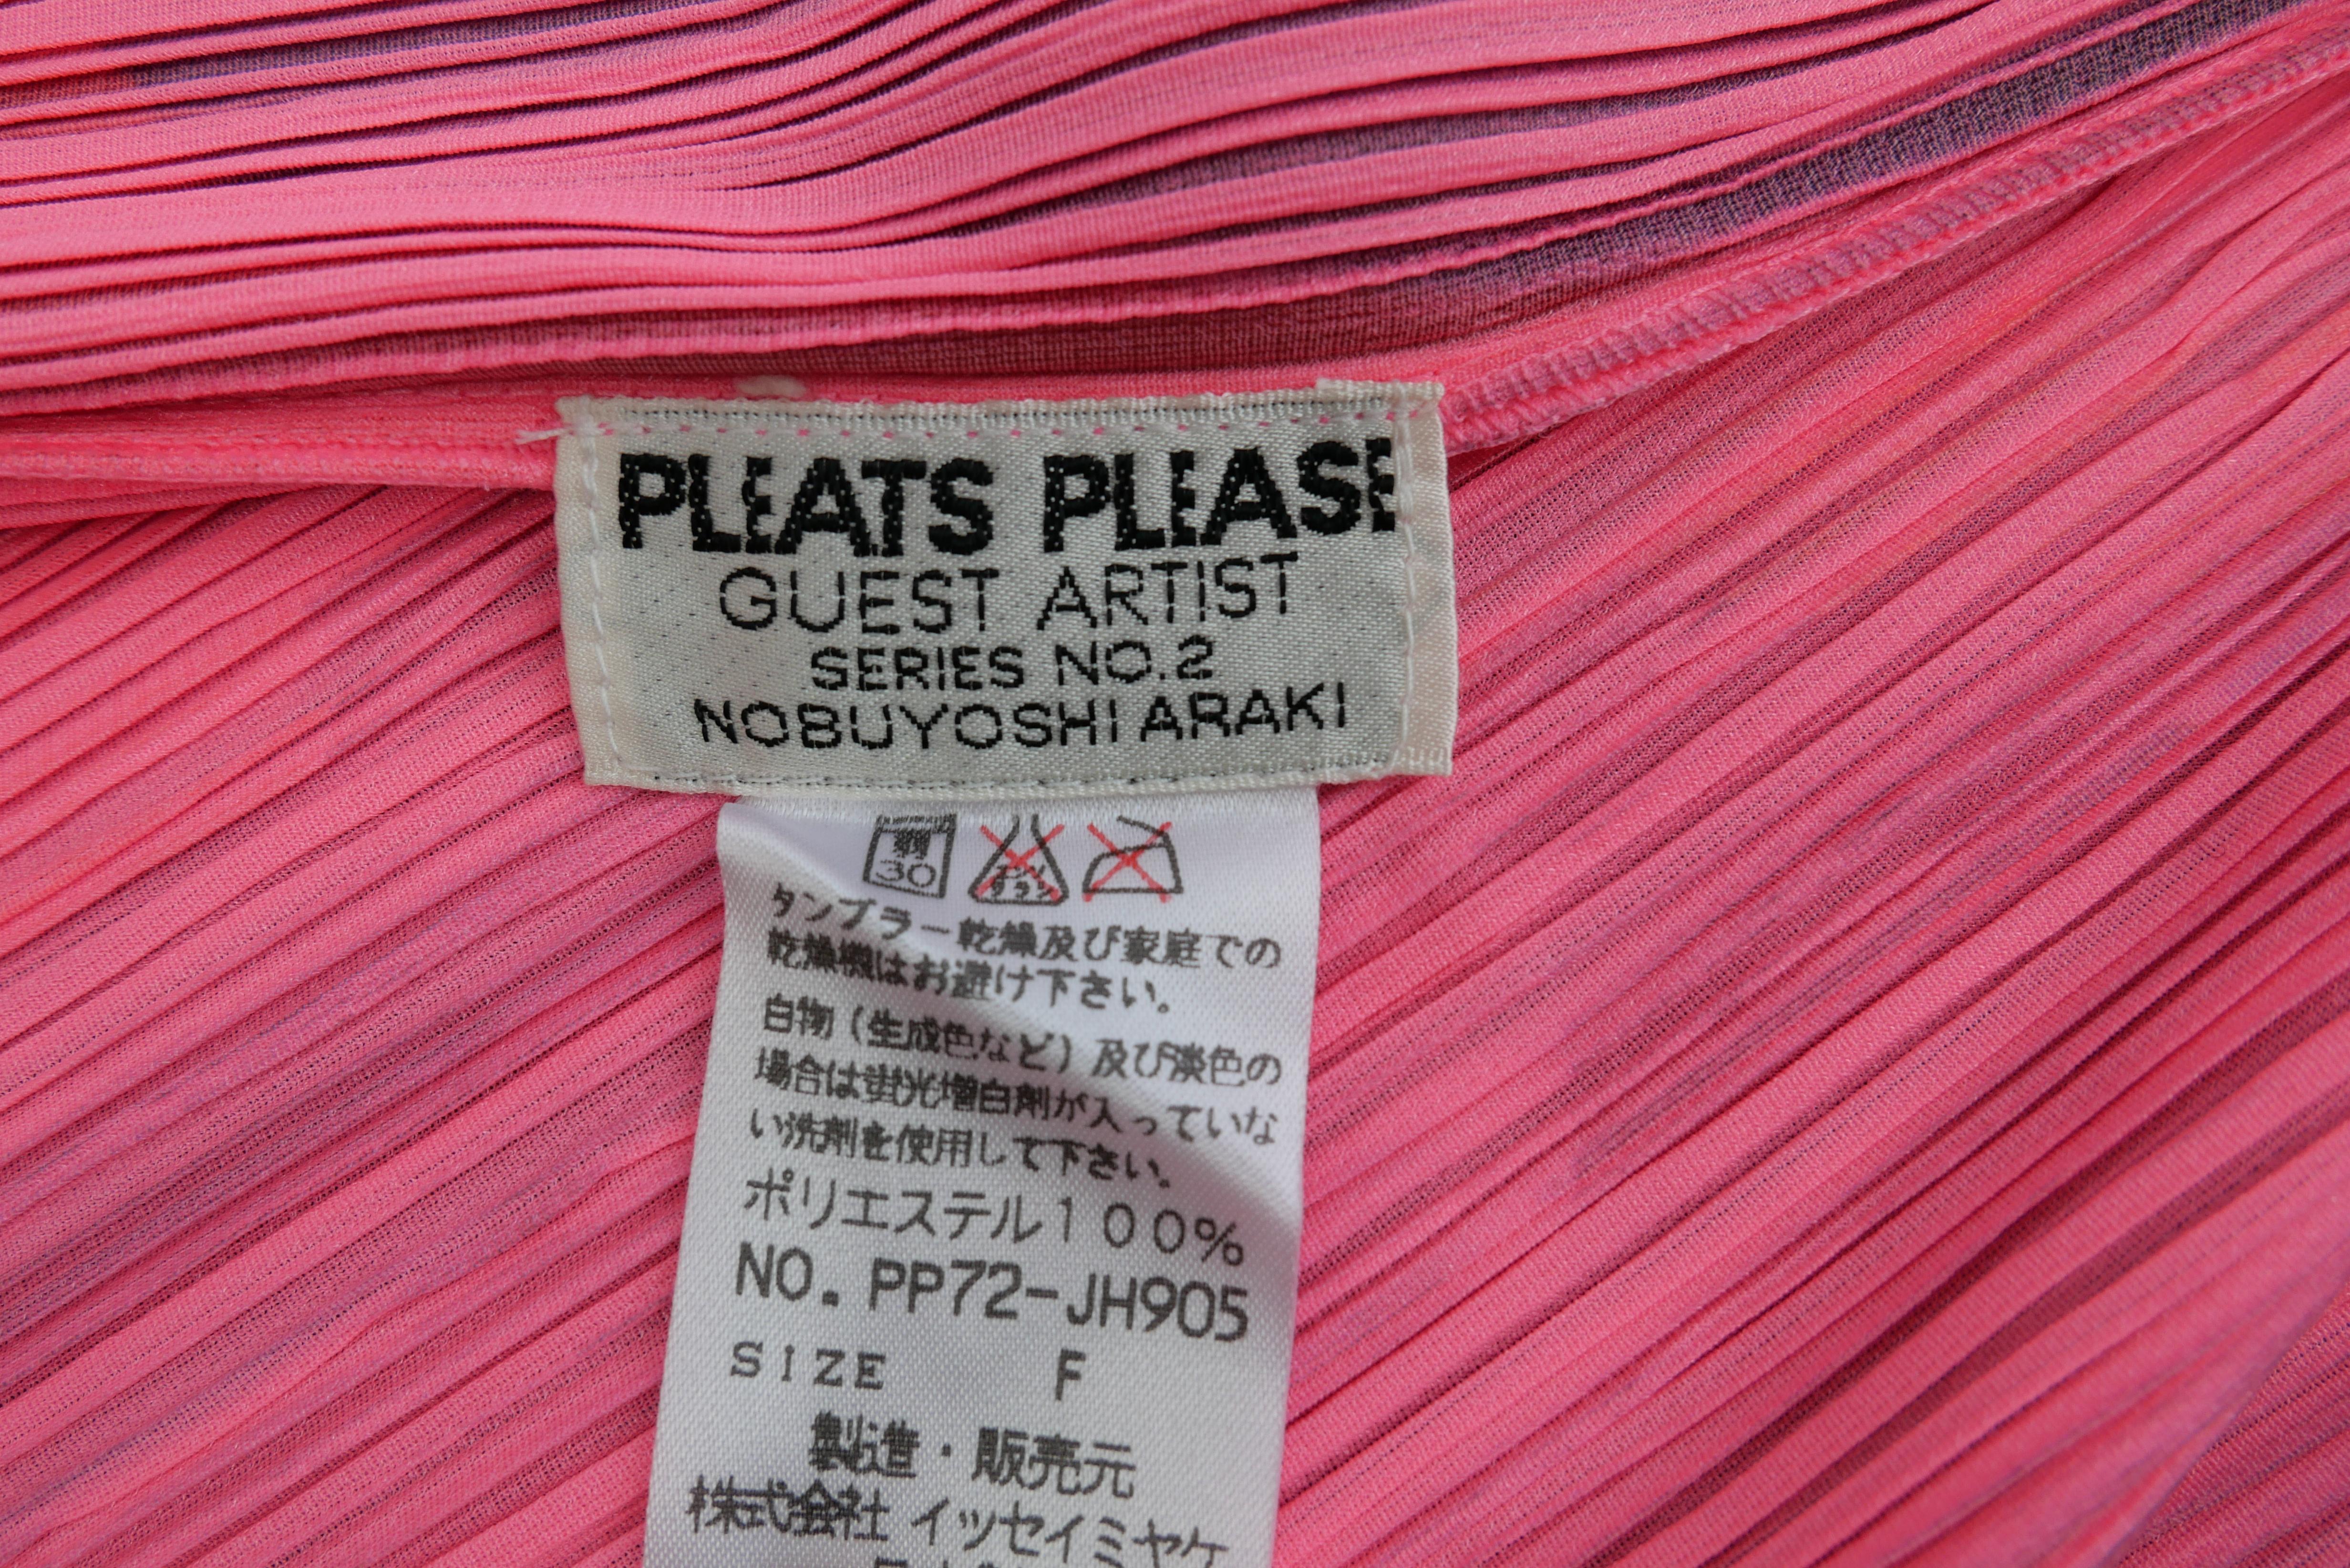 PLEATS PLEASE
GUEST ARTIST
SERIES NO.2
NOBUYOSHI ARAKI
30
タンブラー乾燥及び家庭での
乾燥機はお避け下さい。
白物（生成色など）及び淡色の
場合は蛍光増白剤が入っていな
い洗剤を使用して下さい。
ポリエステル100%
NO. PP72-JH905
SIZE F
製造・販売元
株式会社 イッセイミヤケ